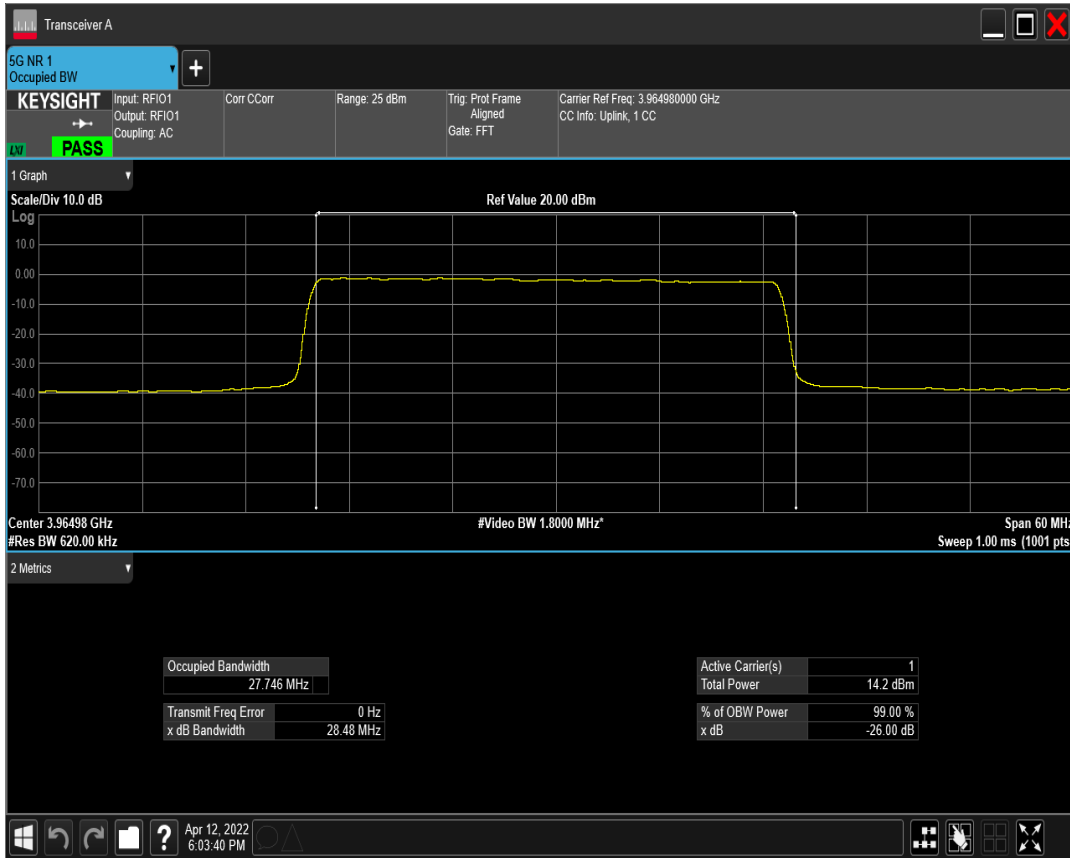 Transceiver A
5G NR 1
Occupied BW
+
KEYSIGHT
LXI
PASS
Input: RFIO1
Output: RFIO1
Coupling: AC
Corr CCorr
Range: 25 dBm
Trig: Prot Frame
Aligned
Gate: FFT
Carrier Ref Freq: 3.964980000 GHz
CC Info: Uplink, 1 CC
1 Graph
Scale/Div 10.0 dB
Ref Value 20.00 dBm
Log
10.0
0.00
-10.0
-20.0
-30.0
-40.0
-50.0
-60.0
-70.0
Center 3.96498 GHz
#Video BW 1.8000 MHz*
Span 60 MHz
#Res BW 620.00 kHz
Sweep 1.00 ms (1001 pts
2 Metrics
Occupied Bandwidth
27.746 MHz
Transmit Freq Error 0 Hz
x dB Bandwidth 28.48 MHz
Active Carrier(s) 1
Total Power 14.2 dBm
% of OBW Power 99.00 %
x dB -26.00 dB
?
Apr 12, 2022
6:03:40 PM